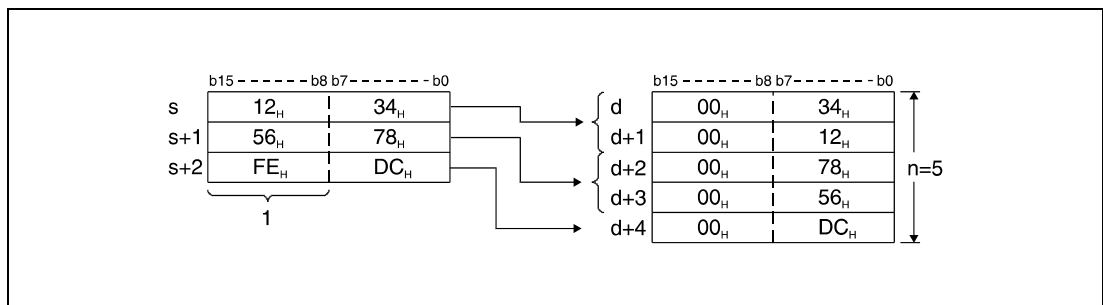 b15 - - - - - - - b8 b7 - - - - - - - b0
s 12H 34H
s+1 56H 78H
s+2 FEH DCH
1
b15 - - - - - - - b8 b7 - - - - - - - b0
d 00H 34H
d+1 00H 12H
d+2 00H 78H
d+3 00H 56H
d+4 00H DCH
n=5